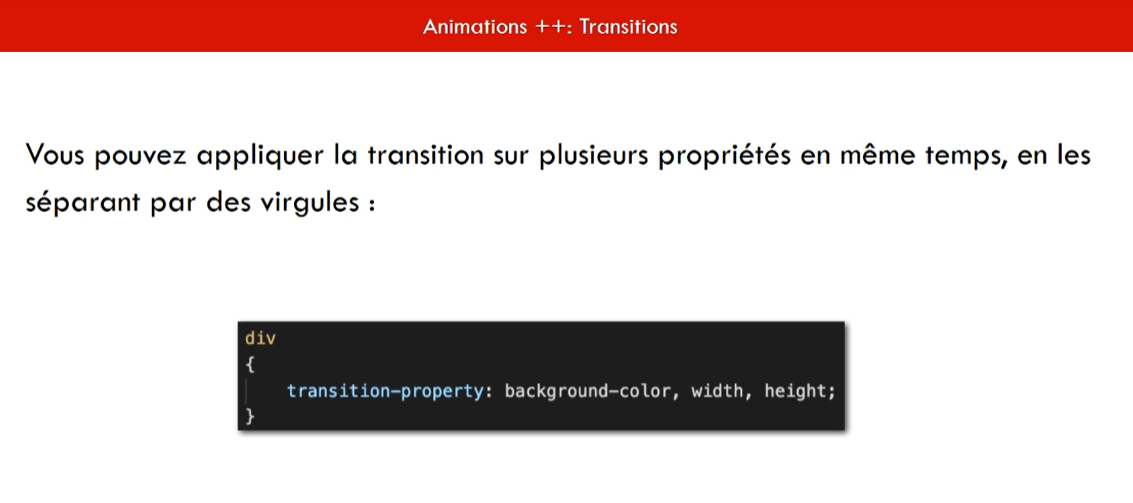 Animations ++: Transitions
Vous pouvez appliquer la transition sur plusieurs propriétés en même temps, en les
séparant par des virgules :
div
{
transition-property: background-color, width, height;
}